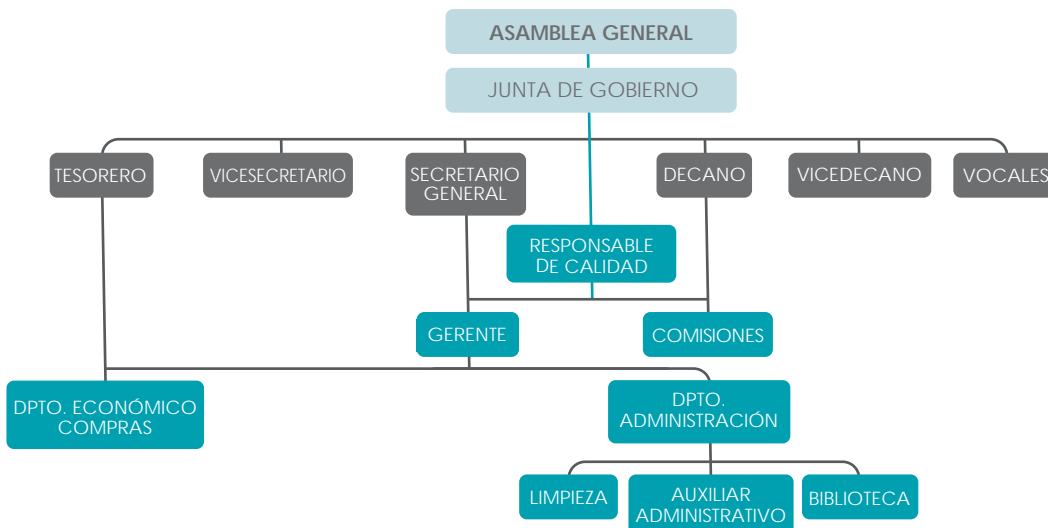 ASAMBLEA GENERAL
JUNTA DE GOBIERNO
TESORERO
VICESECRETARIO
SECRETARIO
GENERAL
DECANO
VICEDECANO
VOCALES
RESPONSABLE
DE CALIDAD
GERENTE
COMISIONES
DPTO. ECONÓMICO
COMPRAS
DPTO.
ADMINISTRACIÓN
LIMPIEZA
AUXILIAR
ADMINISTRATIVO
BIBLIOTECA